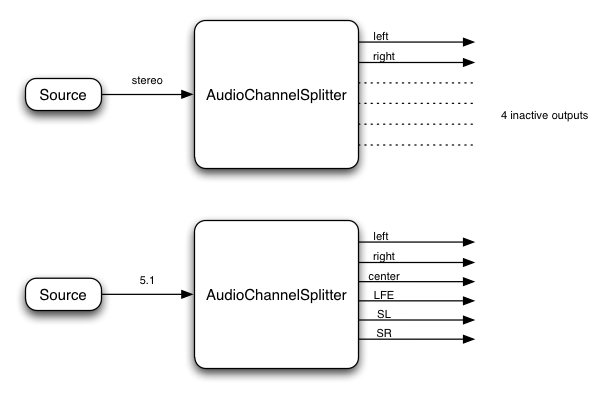 left
right
stereo
Source
AudioChannelSplitter
4 inactive outputs
left
right
center
5.1
Source
AudioChannelSplitter
LFE
SL
SR